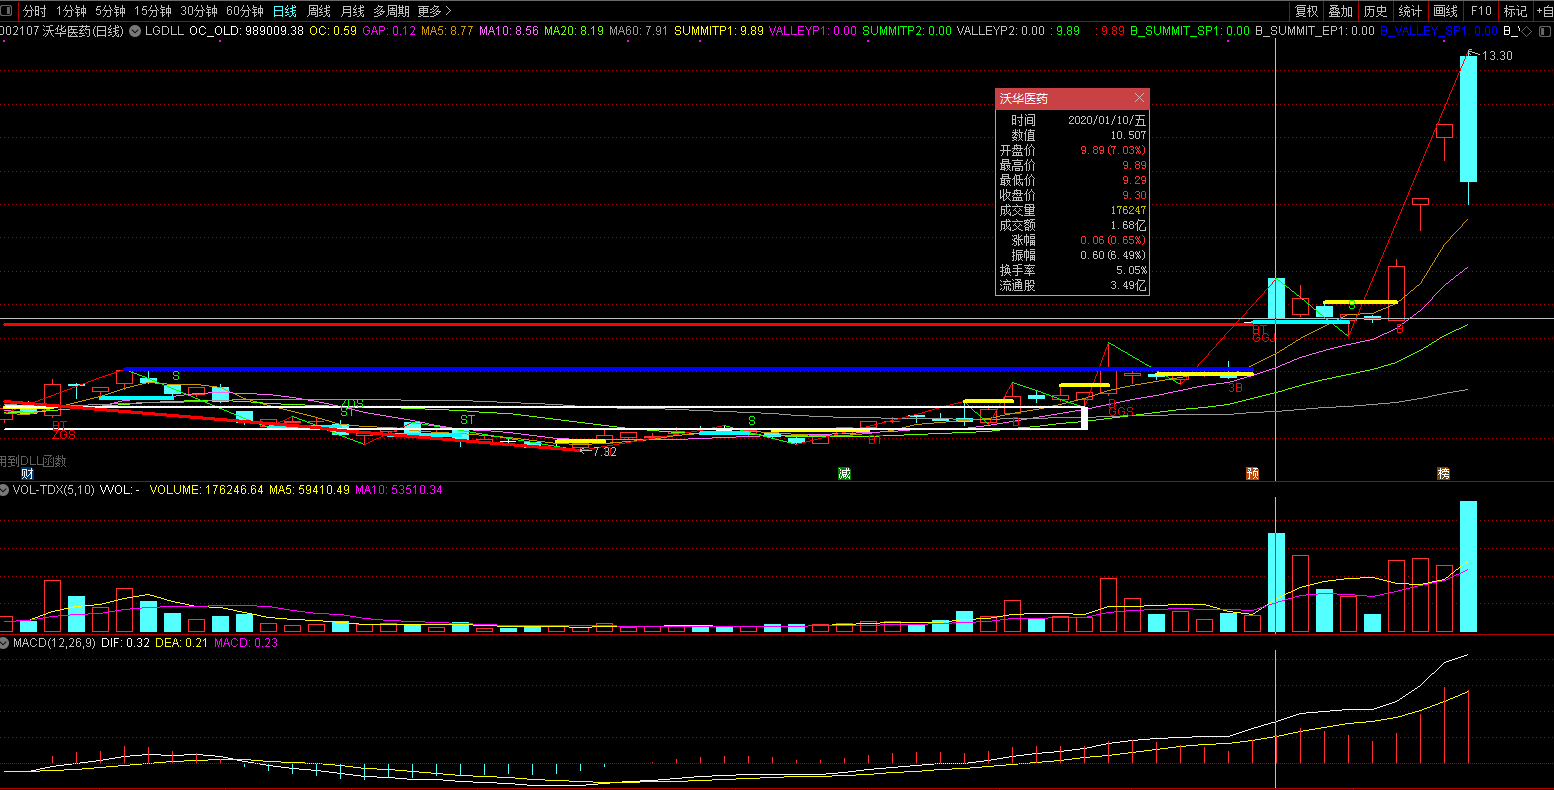 分时 1分钟 5分钟 15分钟 30分钟 60分钟 日线 周线 月线 多周期 更多 复权 叠加 历史 统计 画线 F10 标记 +自
002107 沃华医药(日线) LGDLL OC_OLD: 989009.38 OC: 0.59 GAP: 0.12 MA5: 8.77 MA10: 8.56 MA20: 8.19 MA60: 7.91 SUMMITP1: 9.89 VALLEYP1: 0.00 SUMMITP2: 0.00 VALLEYP2: 0.00 : 9.89 : 9.89 B_SUMMIT_SP1: 0.00 B_SUMMIT_EP1: 0.00 B_VALLEY_SP1: 0.00 B_
13.30
沃华医药
时间 2020/01/10/五
数值 10.507
开盘价 9.89(7.03%)
最高价 9.89
最低价 9.29
收盘价 9.30
成交量 176247
成交额 1.68亿
涨幅 0.06(0.65%)
振幅 0.60(6.49%)
换手率 5.05%
流通股 3.49亿
S
BT
GGJ
B
S
3B
ZDS
ST
ST
S
B
GGS
B
BT
ZGS
BT
7.32
用到DLL函数
财 减 预 榜
VOL-TDX(5,10) VVOL: - VOLUME: 176246.64 MA5: 59410.49 MA10: 53510.34
MACD(12,26,9) DIF: 0.32 DEA: 0.21 MACD: 0.23